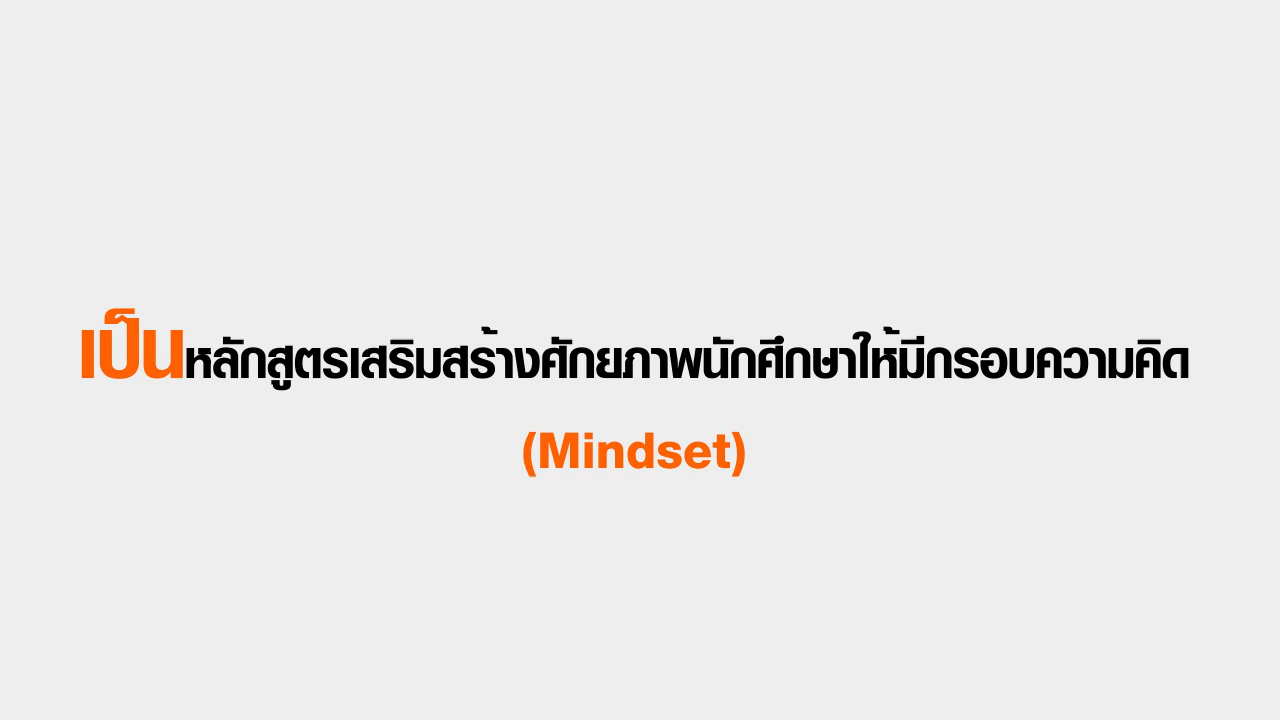 เป็นหลักสูตรเสริมสร้างศักยภาพนักศึกษาให้มีกรอบความคิด
(Mindset)